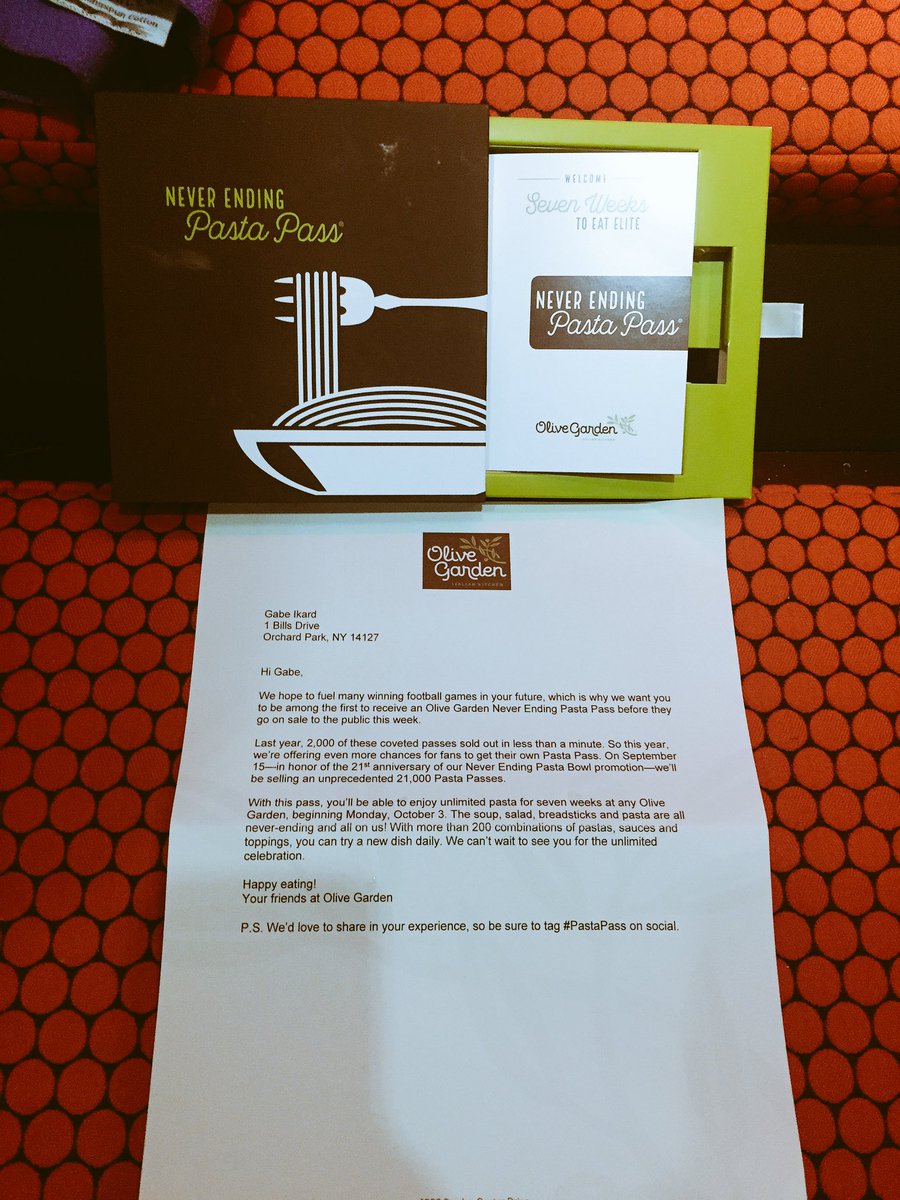 NEVER ENDING
Pasta Pass®
WELCOME
Seven Weeks
TO EAT ELITE
NEVER ENDING
Pasta Pass®
Olive Garden
ITALIAN KITCHEN
Olive
Garden
ITALIAN KITCHEN
Gabe Ikard
1 Bills Drive
Orchard Park, NY 14127
Hi Gabe,
We hope to fuel many winning football games in your future, which is why we want you
to be among the first to receive an Olive Garden Never Ending Pasta Pass before they
go on sale to the public this week.
Last year, 2,000 of these coveted passes sold out in less than a minute. So this year,
we're offering even more chances for fans to get their own Pasta Pass. On September
15—in honor of the 21st anniversary of our Never Ending Pasta Bowl promotion—we'll
be selling an unprecedented 21,000 Pasta Passes.
With this pass, you'll be able to enjoy unlimited pasta for seven weeks at any Olive
Garden, beginning Monday, October 3. The soup, salad, breadsticks and pasta are all
never-ending and all on us! With more than 200 combinations of pastas, sauces and
toppings, you can try a new dish daily. We can't wait to see you for the unlimited
celebration.
Happy eating!
Your friends at Olive Garden
P.S. We'd love to share in your experience, so be sure to tag #PastaPass on social.